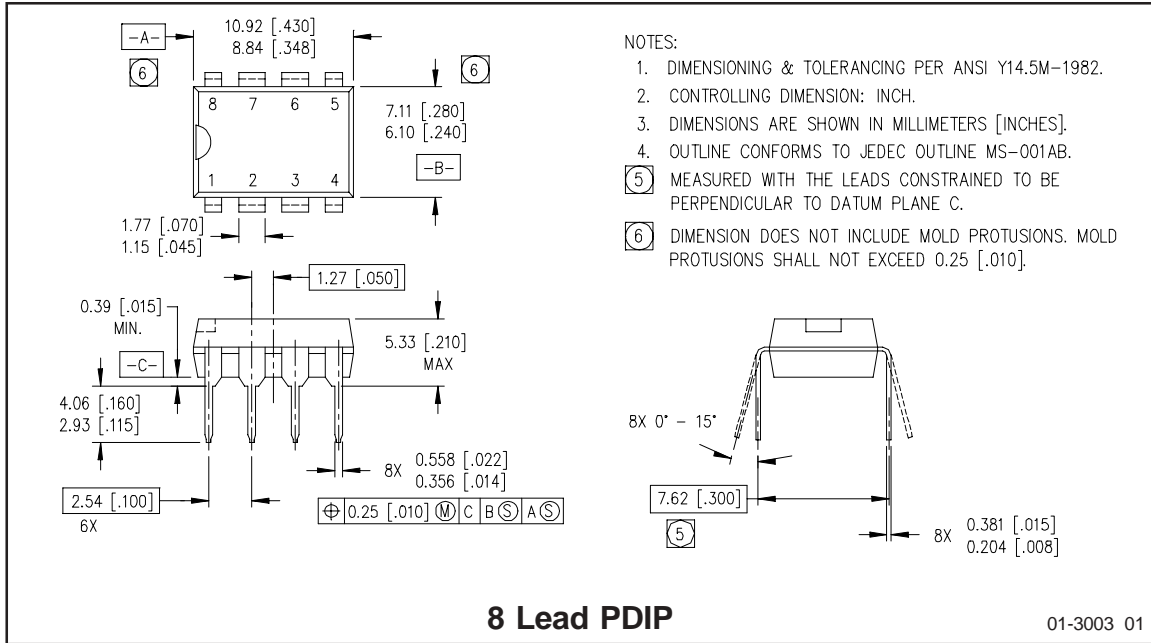 -A-
10.92 [.430]
8.84 [.348]
6
6
8 7 6 5
7.11 [.280]
6.10 [.240]
-B-
1 2 3 4
1.77 [.070]
1.15 [.045]
1.27 [.050]
0.39 [.015]
MIN.
-C-
5.33 [.210]
MAX
4.06 [.160]
2.93 [.115]
8X 0.558 [.022]
0.356 [.014]
2.54 [.100]
6X
⌖ 0.25 [.010] Ⓜ C B Ⓢ A Ⓢ
NOTES:
1. DIMENSIONING & TOLERANCING PER ANSI Y14.5M-1982.
2. CONTROLLING DIMENSION: INCH.
3. DIMENSIONS ARE SHOWN IN MILLIMETERS [INCHES].
4. OUTLINE CONFORMS TO JEDEC OUTLINE MS-001AB.
5 MEASURED WITH THE LEADS CONSTRAINED TO BE
PERPENDICULAR TO DATUM PLANE C.
6 DIMENSION DOES NOT INCLUDE MOLD PROTUSIONS. MOLD
PROTUSIONS SHALL NOT EXCEED 0.25 [.010].
8X 0° - 15°
7.62 [.300]
5
8X 0.381 [.015]
0.204 [.008]
8 Lead PDIP
01-3003 01